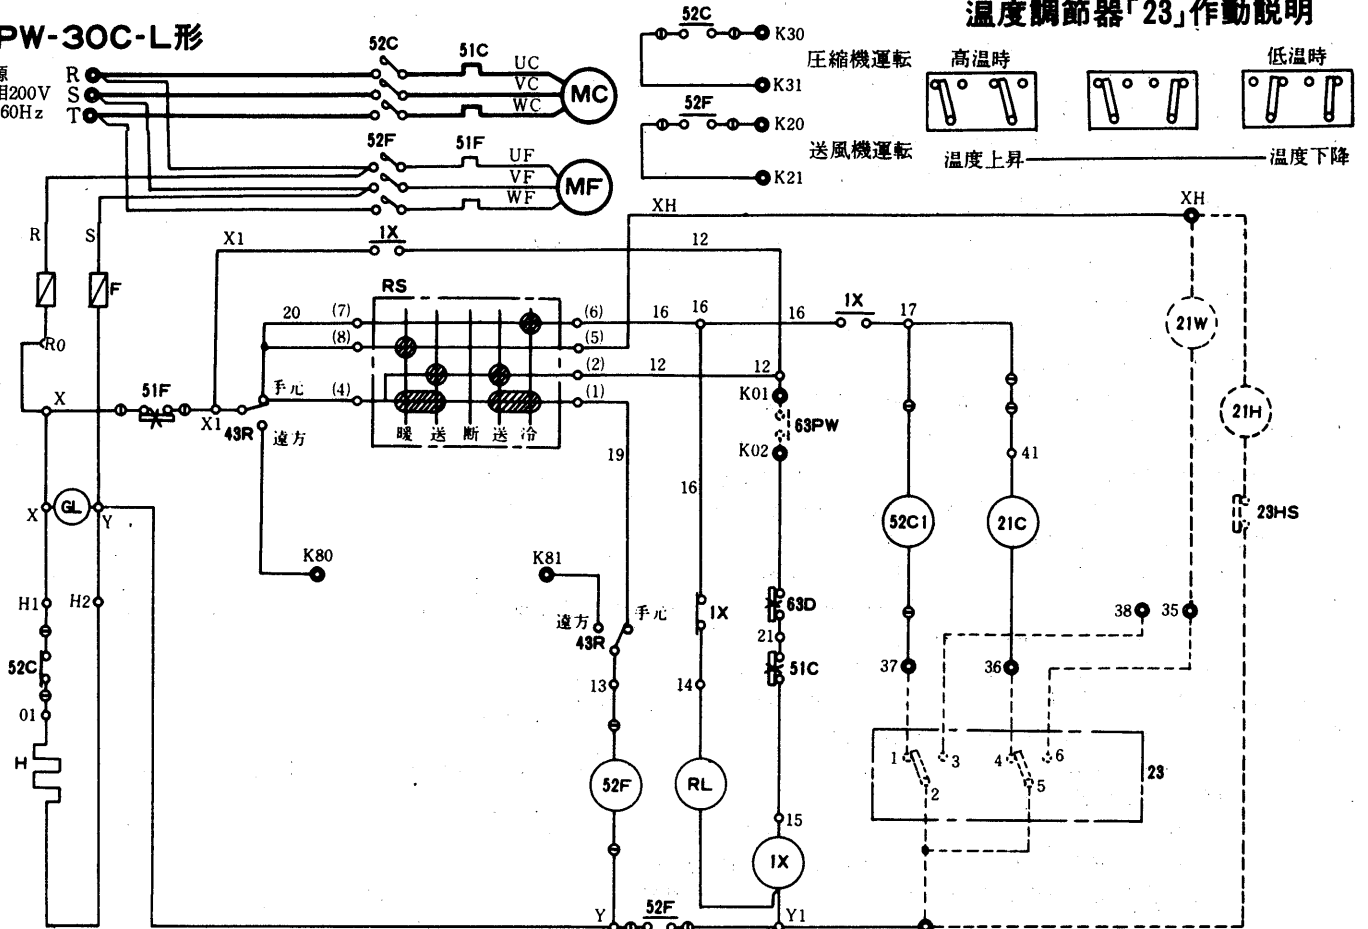 PW-30C-L形
温度調節器「23」作動説明
R
相200V
S
60Hz
T
52C
51C
UC
VC
WC
MC
52F
51F
UF
VF
WF
MF
52C
K30
K31
圧縮機運転
52F
K20
K21
送風機運転
高温時
低温時
温度上昇
温度下降
R
S
F
R0
X1
1X
12
XH
XH
RS
20
(7)
(6)
16
16
16
1X
17
(8)
(5)
(2)
12
12
手元
(4)
(1)
暖
送
断
送
冷
X
51F
X1
43R
遠方
K01
63PW
K02
19
16
41
21W
21H
23HS
X
GL
Y
52C1
21C
K80
K81
H1
H2
遠方
43R
手元
1X
63D
21
51C
38
35
37
36
52C
01
H
13
14
52F
RL
15
1X
1
2
3
4
5
6
23
Y
52F
Y1